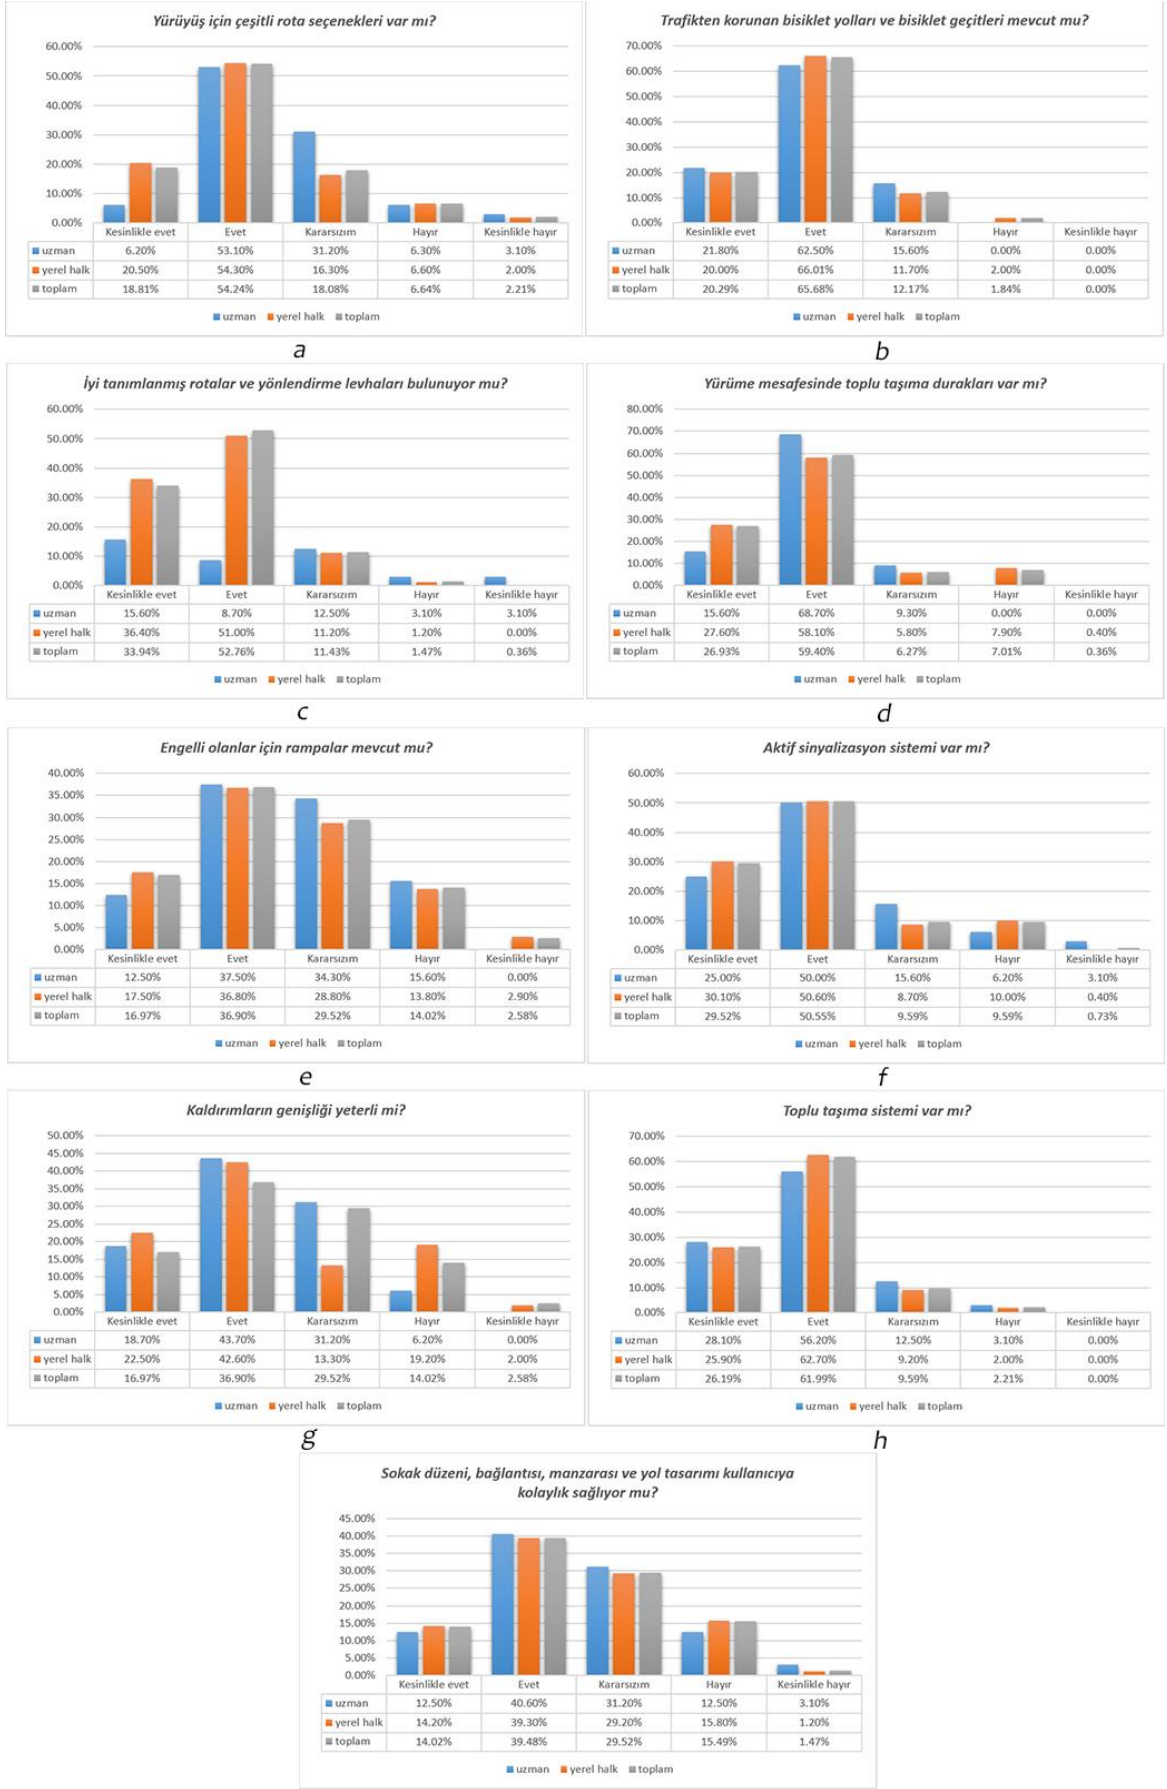 Yürüyüş için çeşitli rota seçenekleri var mı?
60.00%
50.00%
40.00%
30.00%
20.00%
10.00%
0.00%
Kesinlikle evet Evet Kararsızım Hayır Kesinlikle hayır
uzman 6.20% 53.10% 31.20% 6.30% 3.10%
yerel halk 20.50% 54.30% 16.30% 6.60% 2.00%
toplam 18.81% 54.24% 18.08% 6.64% 2.21%
uzman yerel halk toplam
a
Trafikten korunan bisiklet yolları ve bisiklet geçitleri mevcut mu?
70.00%
60.00%
50.00%
40.00%
30.00%
20.00%
10.00%
0.00%
Kesinlikle evet Evet Kararsızım Hayır Kesinlikle hayır
uzman 21.80% 62.50% 15.60% 0.00% 0.00%
yerel halk 20.00% 66.01% 11.70% 2.00% 0.00%
toplam 20.29% 65.68% 12.17% 1.84% 0.00%
uzman yerel halk toplam
b
İyi tanımlanmış rotalar ve yönlendirme levhaları bulunuyor mu?
60.00%
50.00%
40.00%
30.00%
20.00%
10.00%
0.00%
Kesinlikle evet Evet Kararsızım Hayır Kesinlikle hayır
uzman 15.60% 8.70% 12.50% 3.10% 3.10%
yerel halk 36.40% 51.00% 11.20% 1.20% 0.00%
toplam 33.94% 52.76% 11.43% 1.47% 0.36%
uzman yerel halk toplam
c
Yürüme mesafesinde toplu taşıma durakları var mı?
80.00%
70.00%
60.00%
50.00%
40.00%
30.00%
20.00%
10.00%
0.00%
Kesinlikle evet Evet Kararsızım Hayır Kesinlikle hayır
uzman 15.60% 68.70% 9.30% 0.00% 0.00%
yerel halk 27.60% 58.10% 5.80% 7.90% 0.40%
toplam 26.93% 59.40% 6.27% 7.01% 0.36%
uzman yerel halk toplam
d
Engelli olanlar için rampalar mevcut mu?
40.00%
35.00%
30.00%
25.00%
20.00%
15.00%
10.00%
5.00%
0.00%
Kesinlikle evet Evet Kararsızım Hayır Kesinlikle hayır
uzman 12.50% 37.50% 34.30% 15.60% 0.00%
yerel halk 17.50% 36.80% 28.80% 13.80% 2.90%
toplam 16.97% 36.90% 29.52% 14.02% 2.58%
uzman yerel halk toplam
e
Aktif sinyalizasyon sistemi var mı?
60.00%
50.00%
40.00%
30.00%
20.00%
10.00%
0.00%
Kesinlikle evet Evet Kararsızım Hayır Kesinlikle hayır
uzman 25.00% 50.00% 15.60% 6.20% 3.10%
yerel halk 30.10% 50.60% 8.70% 10.00% 0.40%
toplam 29.52% 50.55% 9.59% 9.59% 0.73%
uzman yerel halk toplam
f
Kaldırımların genişliği yeterli mi?
50.00%
45.00%
40.00%
35.00%
30.00%
25.00%
20.00%
15.00%
10.00%
5.00%
0.00%
Kesinlikle evet Evet Kararsızım Hayır Kesinlikle hayır
uzman 18.70% 43.70% 31.20% 6.20% 0.00%
yerel halk 22.50% 42.60% 13.30% 19.20% 2.00%
toplam 16.97% 36.90% 29.52% 14.02% 2.58%
uzman yerel halk toplam
g
Toplu taşıma sistemi var mı?
70.00%
60.00%
50.00%
40.00%
30.00%
20.00%
10.00%
0.00%
Kesinlikle evet Evet Kararsızım Hayır Kesinlikle hayır
uzman 28.10% 56.20% 12.50% 3.10% 0.00%
yerel halk 25.90% 62.70% 9.20% 2.00% 0.00%
toplam 26.19% 61.99% 9.59% 2.21% 0.00%
uzman yerel halk toplam
h
Sokak düzeni, bağlantısı, manzarası ve yol tasarımı kullanıcıya
kolaylık sağlıyor mu?
45.00%
40.00%
35.00%
30.00%
25.00%
20.00%
15.00%
10.00%
5.00%
0.00%
Kesinlikle evet Evet Kararsızım Hayır Kesinlikle hayır
uzman 12.50% 40.60% 31.20% 12.50% 3.10%
yerel halk 14.20% 39.30% 29.20% 15.80% 1.20%
toplam 14.02% 39.48% 29.52% 15.49% 1.47%
uzman yerel halk toplam